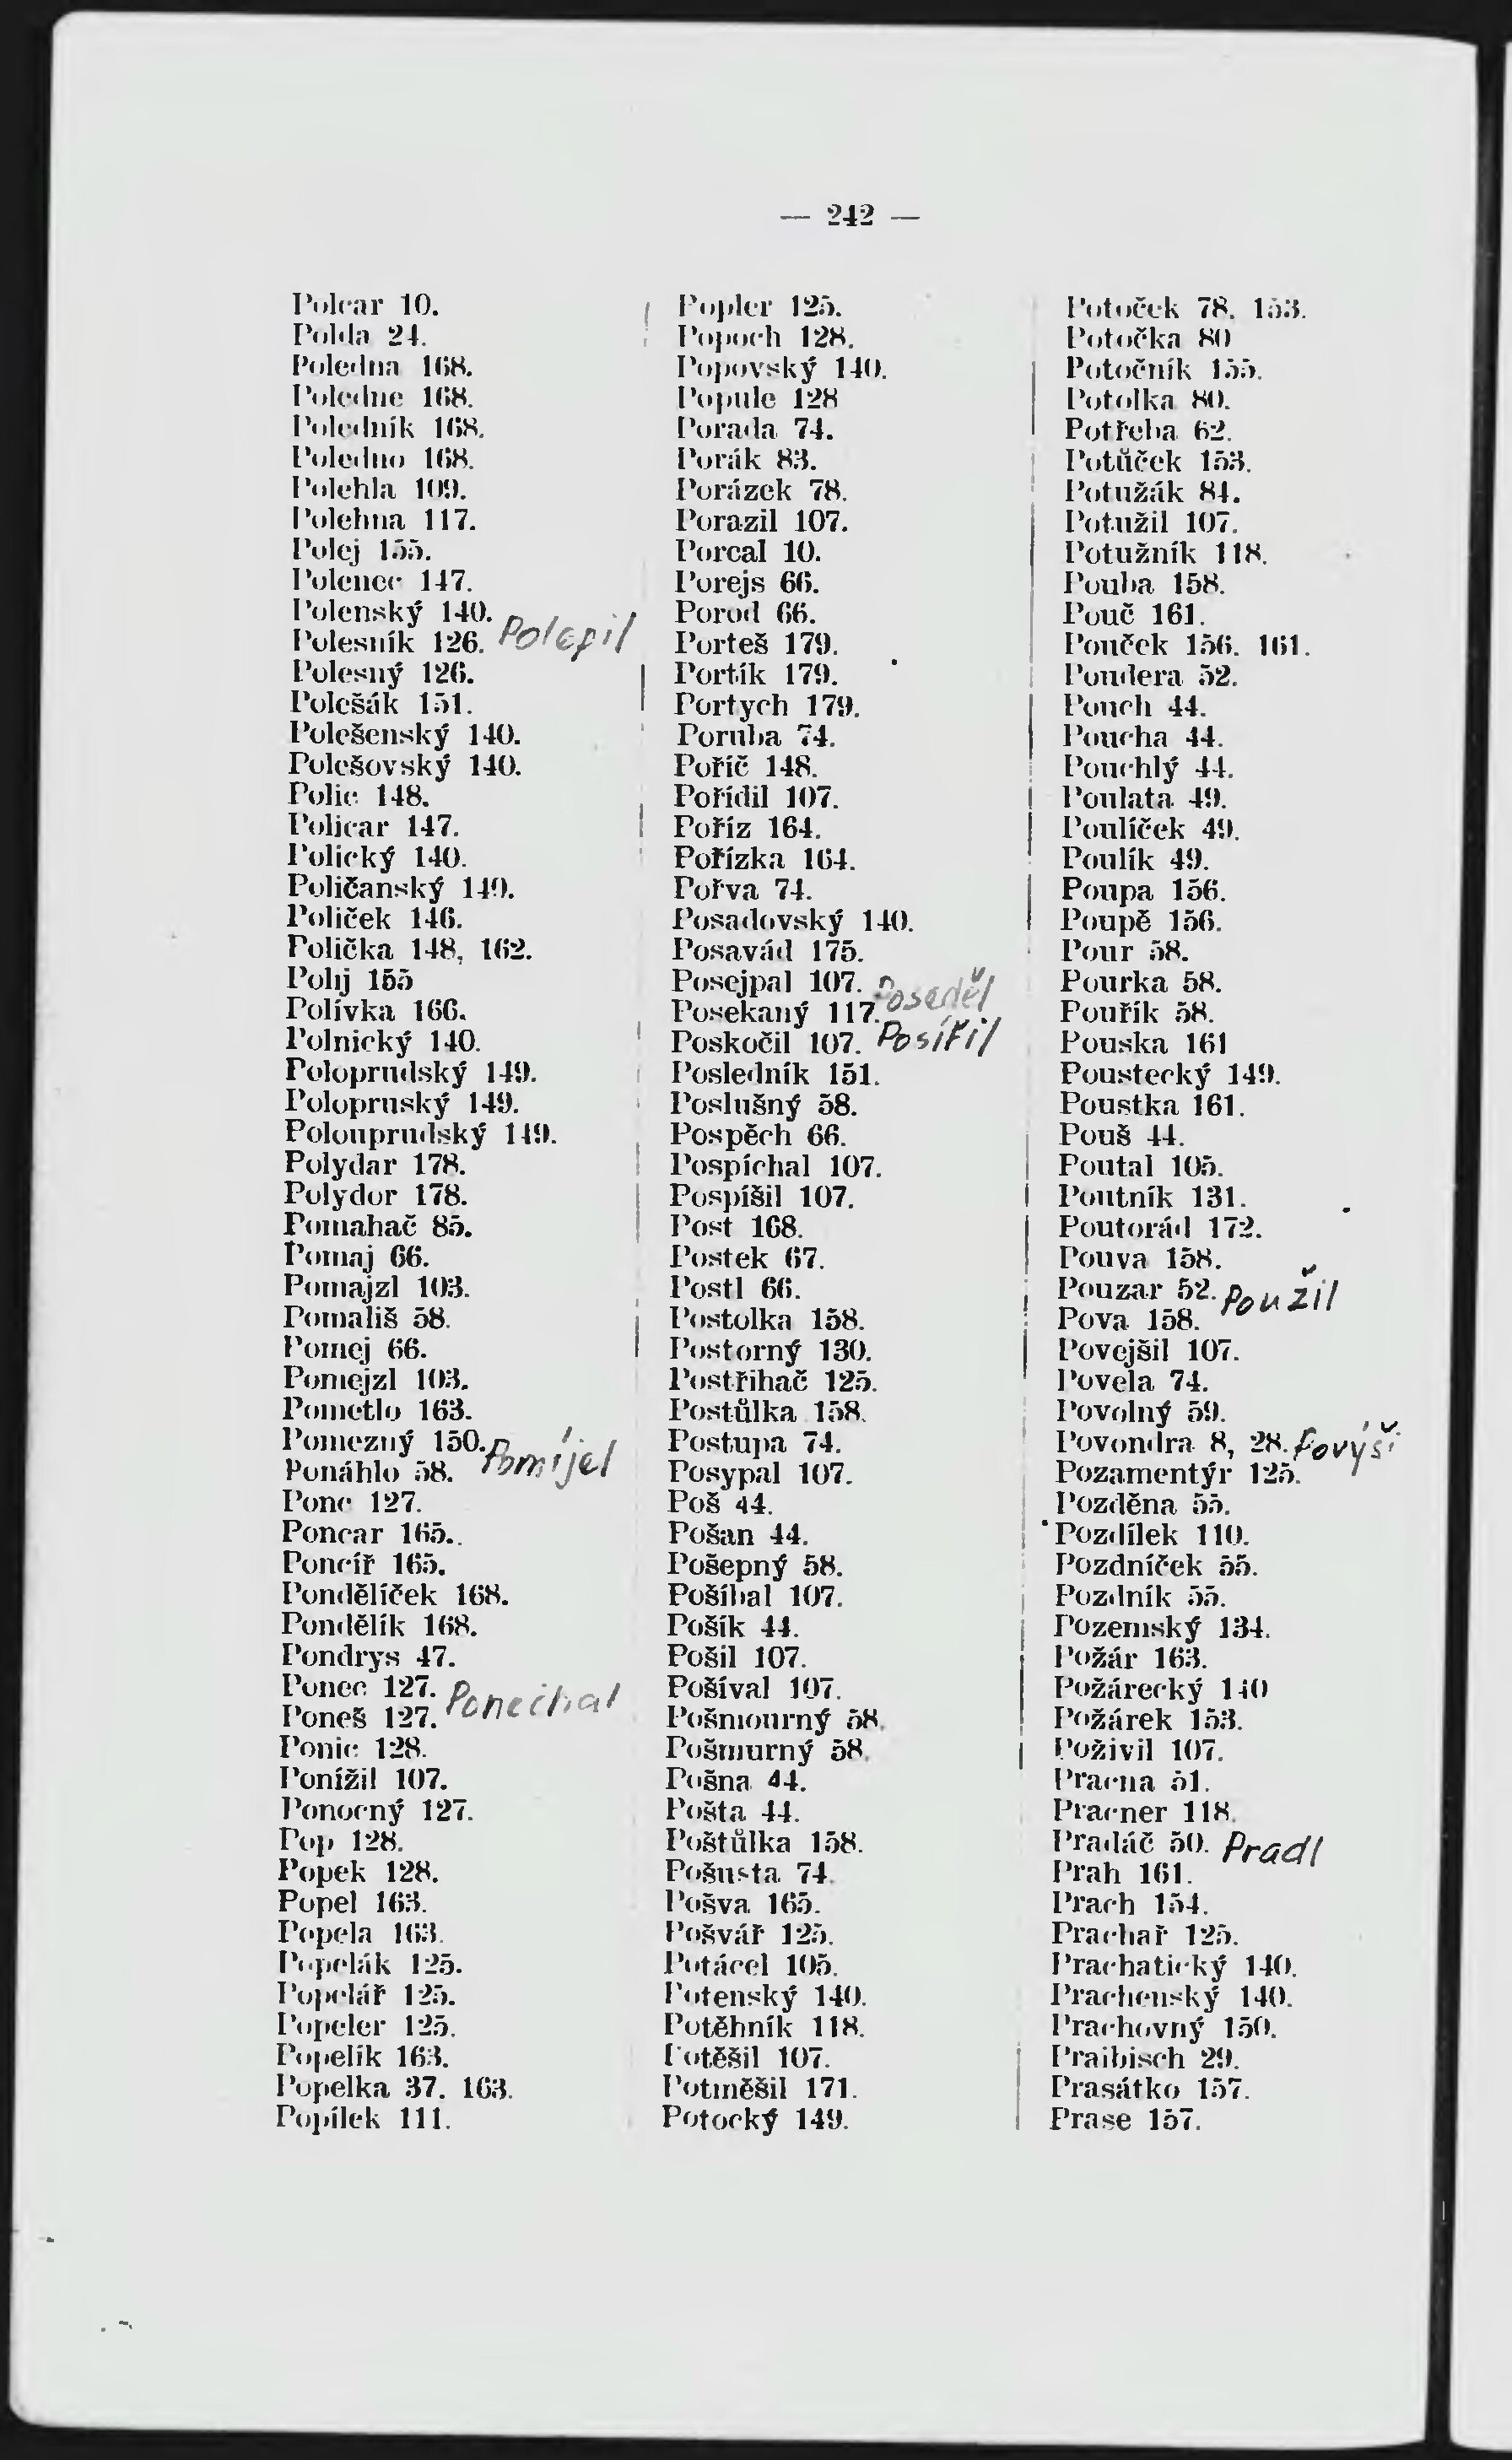 — 242 —
Polcar 10.
Polda 24.
Poledna 168.
Poledne 168.
Poledník 168.
Poledno 168.
Polehla 109.
Polehna 117.
Polej 155.
Polenec 147.
Polenský 140.
Polesník 126. Polepil
Polesný 126.
Polešák 151.
Polešenský 140.
Polešovský 140.
Polic 148.
Policar 147.
Polický 140.
Poličanský 149.
Políček 146.
Polička 148, 162.
Polij 155
Polívka 166.
Polnický 140.
Poloprudský 149.
Polopruský 149.
Polouprudský 149.
Polydar 178.
Polydor 178.
Pomahač 85.
Pomaj 66.
Pomajzl 103.
Pomališ 58.
Pomej 66.
Pomejzl 103.
Pometlo 163.
Pomezný 150.
Ponáhlo 58. Pomíjel
Ponc 127.
Poncar 165..
Poncíř 165.
Pondělíček 168.
Pondělík 168.
Pondrys 47.
Ponec 127. Ponechal
Poneš 127.
Ponic 128.
Ponížil 107.
Ponocný 127.
Pop 128.
Popek 128.
Popel 163.
Popela 163.
Popelák 125.
Popelář 125.
Popeler 125.
Popelík 163.
Popelka 37. 163.
Popílek 111.
Popler 125.
Popoch 128.
Popovský 140.
Popule 128
Porada 74.
Porák 83.
Porázek 78.
Porazil 107.
Porcal 10.
Porejs 66.
Porod 66.
Porteš 179.
Portík 179.
Portych 179.
Poruba 74.
Poříč 148.
Pořídil 107.
Poříz 164.
Pořízka 164.
Pořva 74.
Posadovský 140.
Posavád 175.
Posejpal 107. Poseděl
Posekaný 117.
Poskočil 107. Posířil
Posledník 151.
Poslušný 58.
Pospěch 66.
Pospíchal 107.
Pospíšil 107.
Post 168.
Postek 67.
Postl 66.
Postolka 158.
Postorný 130.
Postřihač 125.
Postůlka 158.
Postupa 74.
Posypal 107.
Poš 44.
Pošan 44.
Pošepný 58.
Pošíbal 107.
Pošík 44.
Pošil 107.
Pošíval 107.
Pošmourný 58.
Pošmurný 58.
Pošna 44.
Pošta 44.
Poštůlka 158.
Pošusta 74.
Pošva 165.
Pošvář 125.
Potácel 105.
Potenský 140.
Potěhník 118.
Potěšil 107.
Potměšil 171.
Potocký 149.
Potoček 78. 153.
Potočka 80
Potočník 155.
Potolka 80.
Potřeba 62.
Potůček 153.
Potužák 84.
Potužil 107.
Potužník 118.
Pouba 158.
Pouč 161.
Pouček 156. 161.
Poudera 52.
Pouch 44.
Poucha 44.
Pouchlý 44.
Poulata 49.
Poulíček 49.
Poulík 49.
Poupa 156.
Poupě 156.
Pour 58.
Pourka 58.
Pouřík 58.
Pouska 161
Poustecký 149.
Poustka 161.
Pouš 44.
Poutal 105.
Poutník 131.
Poutorád 172.
Pouva 158.
Pouzar 52. Použil
Pova 158.
Povejšil 107.
Povela 74.
Povolný 59.
Povondra 8, 28. Povýší
Pozamentýr 125.
Pozděna 55.
Pozdílek 110.
Pozdníček 55.
Pozdník 55.
Pozemský 134.
Požár 163.
Požárecký 140
Požárek 153.
Poživil 107.
Pracna 51.
Pracner 118.
Pradáč 50. Pradl
Prah 161.
Prach 154.
Prachař 125.
Prachatický 140.
Prachenský 140.
Prachovný 150.
Praibisch 29.
Prasátko 157.
Prase 157.